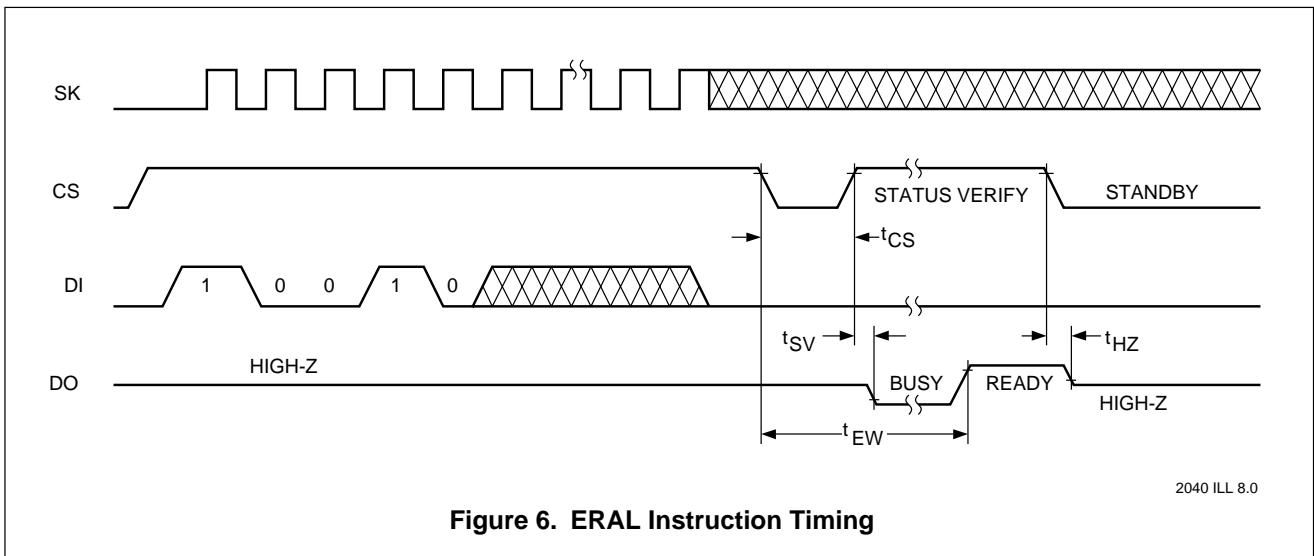 SK
CS
STATUS VERIFY
STANDBY
tCS
DI
1 0 0 1 0
tSV
tHZ
DO
HIGH-Z
BUSY
READY
HIGH-Z
tEW
2040 ILL 8.0
Figure 6. ERAL Instruction Timing